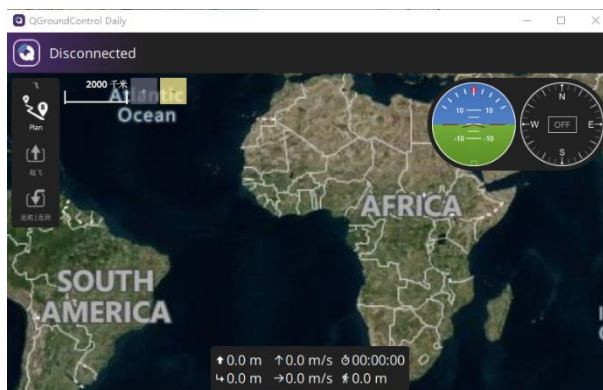 QGroundControl Daily
Disconnected
飞
2000 千米
Plan
起飞
返航|返回
Atlantic
Ocean
AFRICA
SOUTH
AMERICA
10 10
-10 -10
N
W OFF E
S
0.0 m ↑0.0 m/s 00:00:00
0.0 m →0.0 m/s 0.0 m